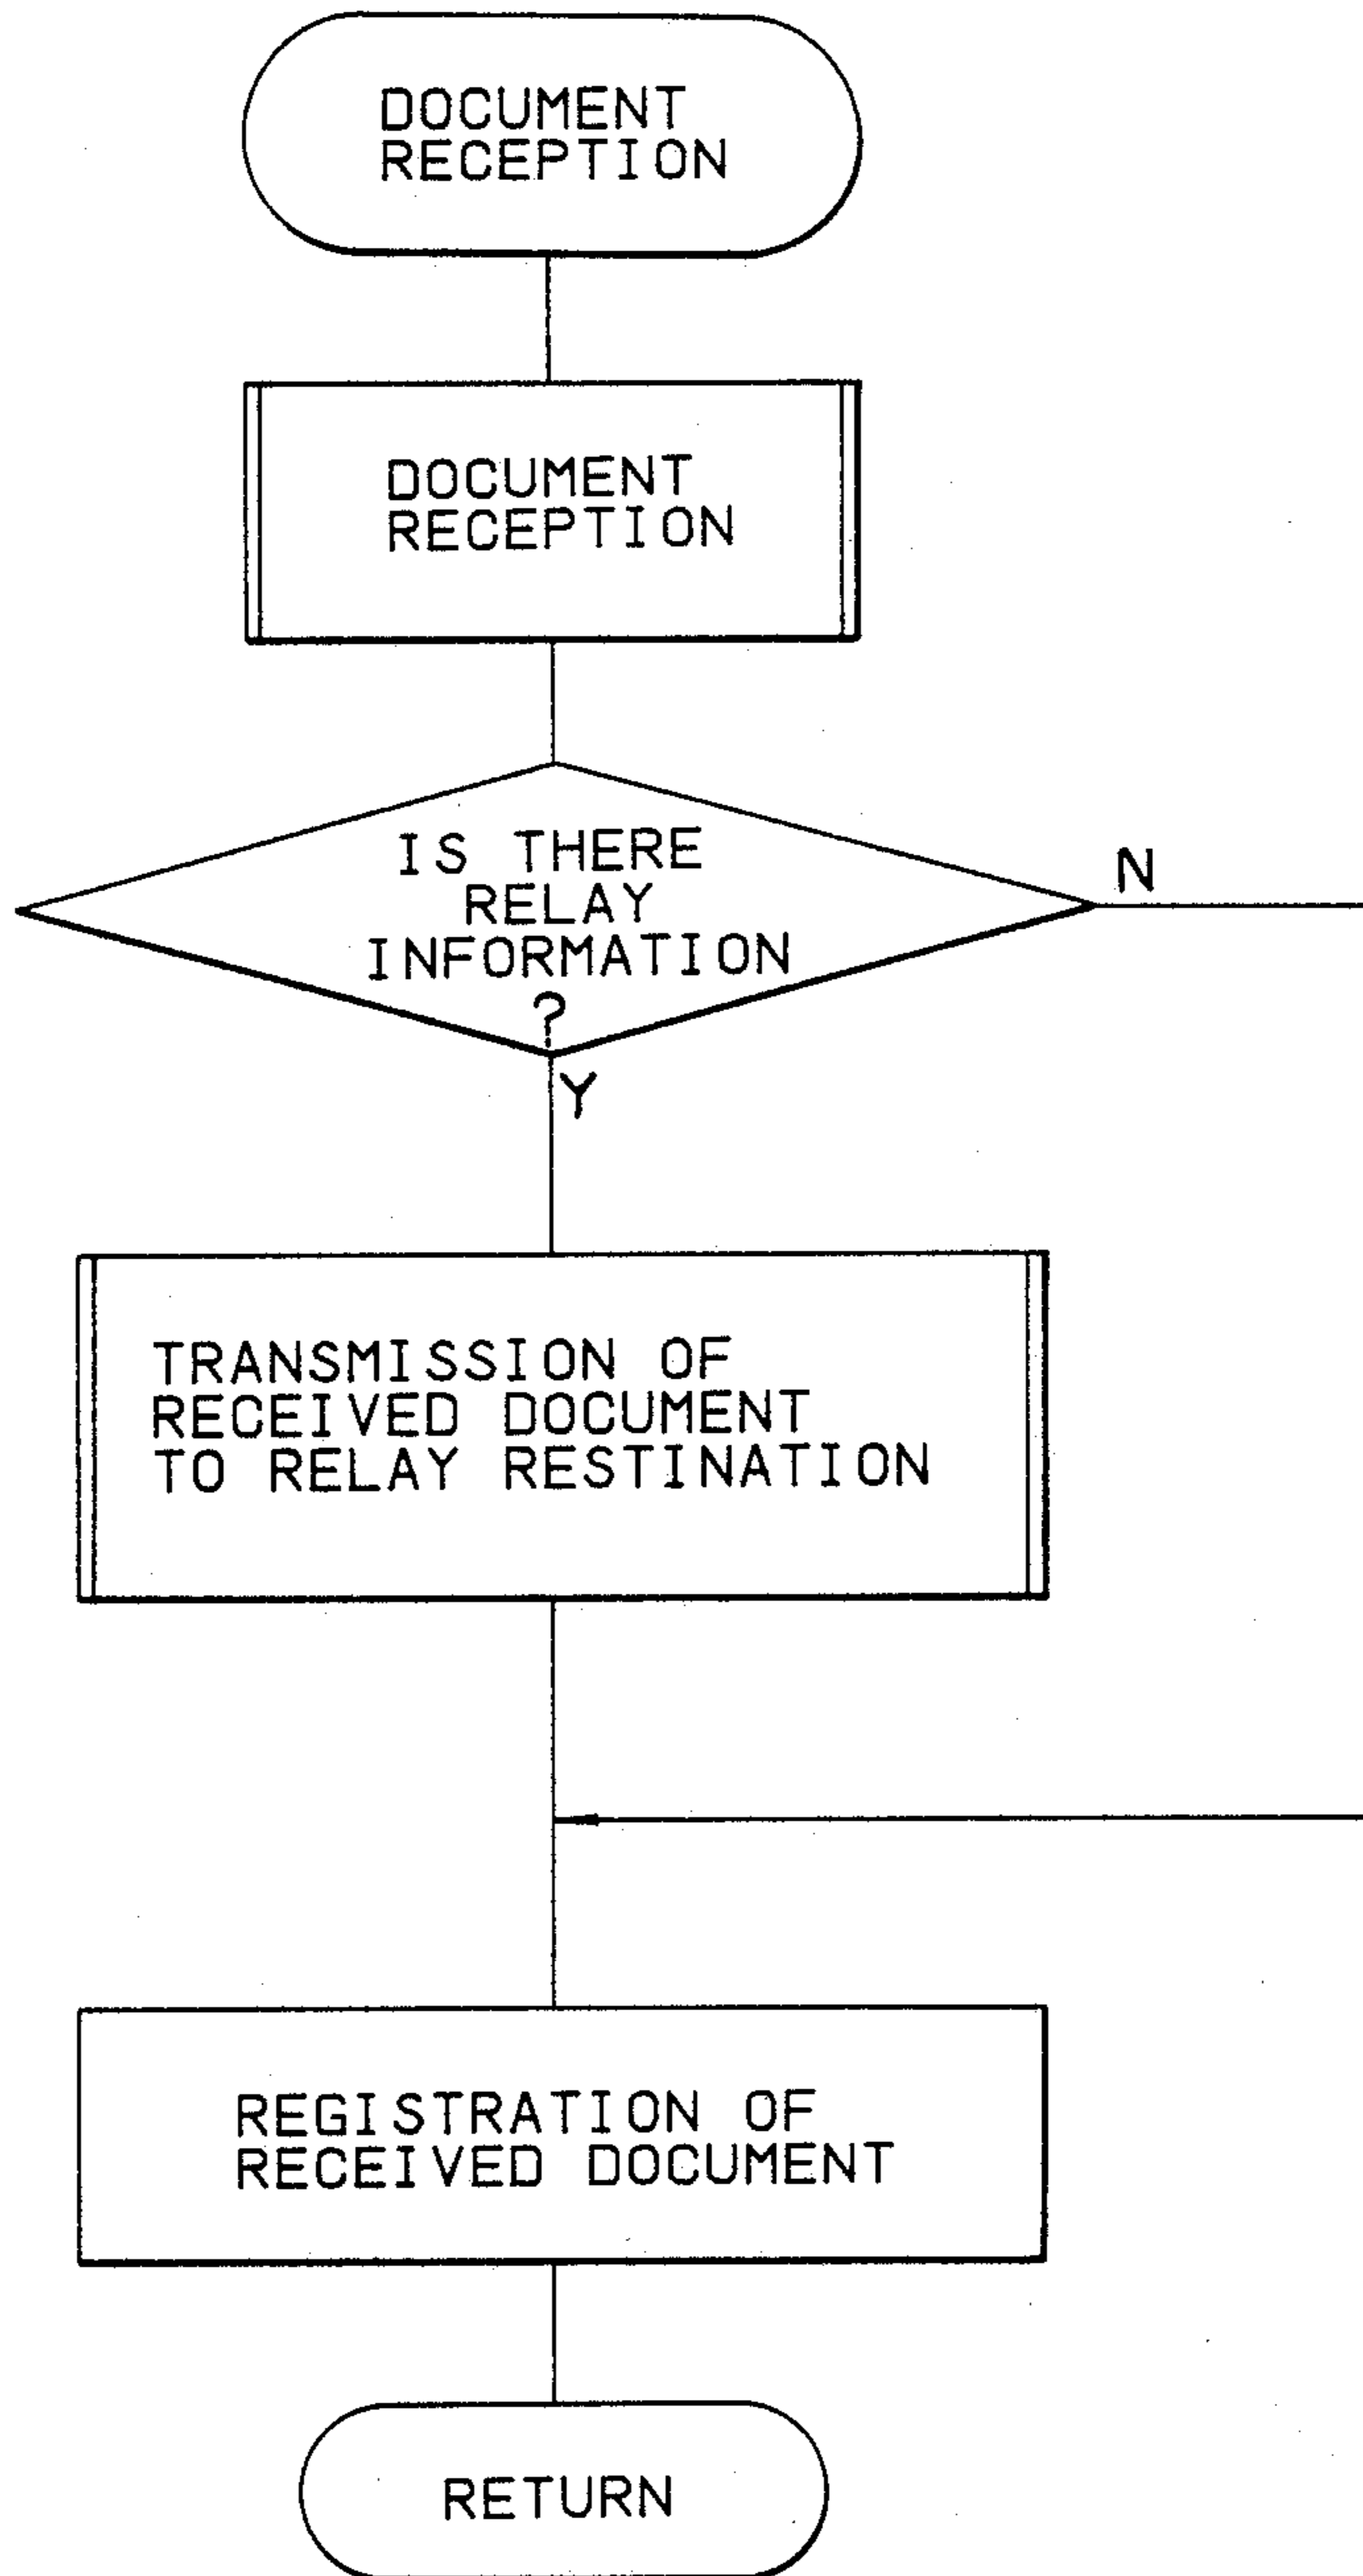 DOCUMENT
RECEPTION
DOCUMENT
RECEPTION
IS THERE
RELAY
INFORMATION
?
N
Y
TRANSMISSION OF
RECEIVED DOCUMENT
TO RELAY RESTINATION
REGISTRATION OF
RECEIVED DOCUMENT
RETURN